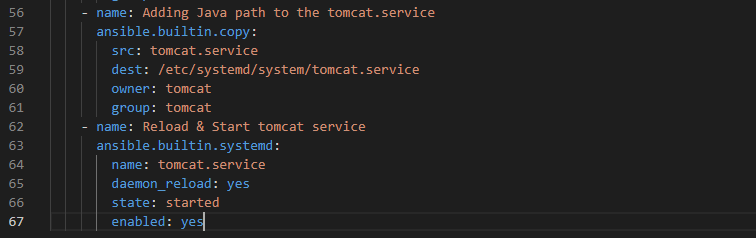 56 - name: Adding Java path to the tomcat.service
57 ansible.builtin.copy:
58 src: tomcat.service
59 dest: /etc/systemd/system/tomcat.service
60 owner: tomcat
61 group: tomcat
62 - name: Reload & Start tomcat service
63 ansible.builtin.systemd:
64 name: tomcat.service
65 daemon_reload: yes
66 state: started
67 enabled: yes